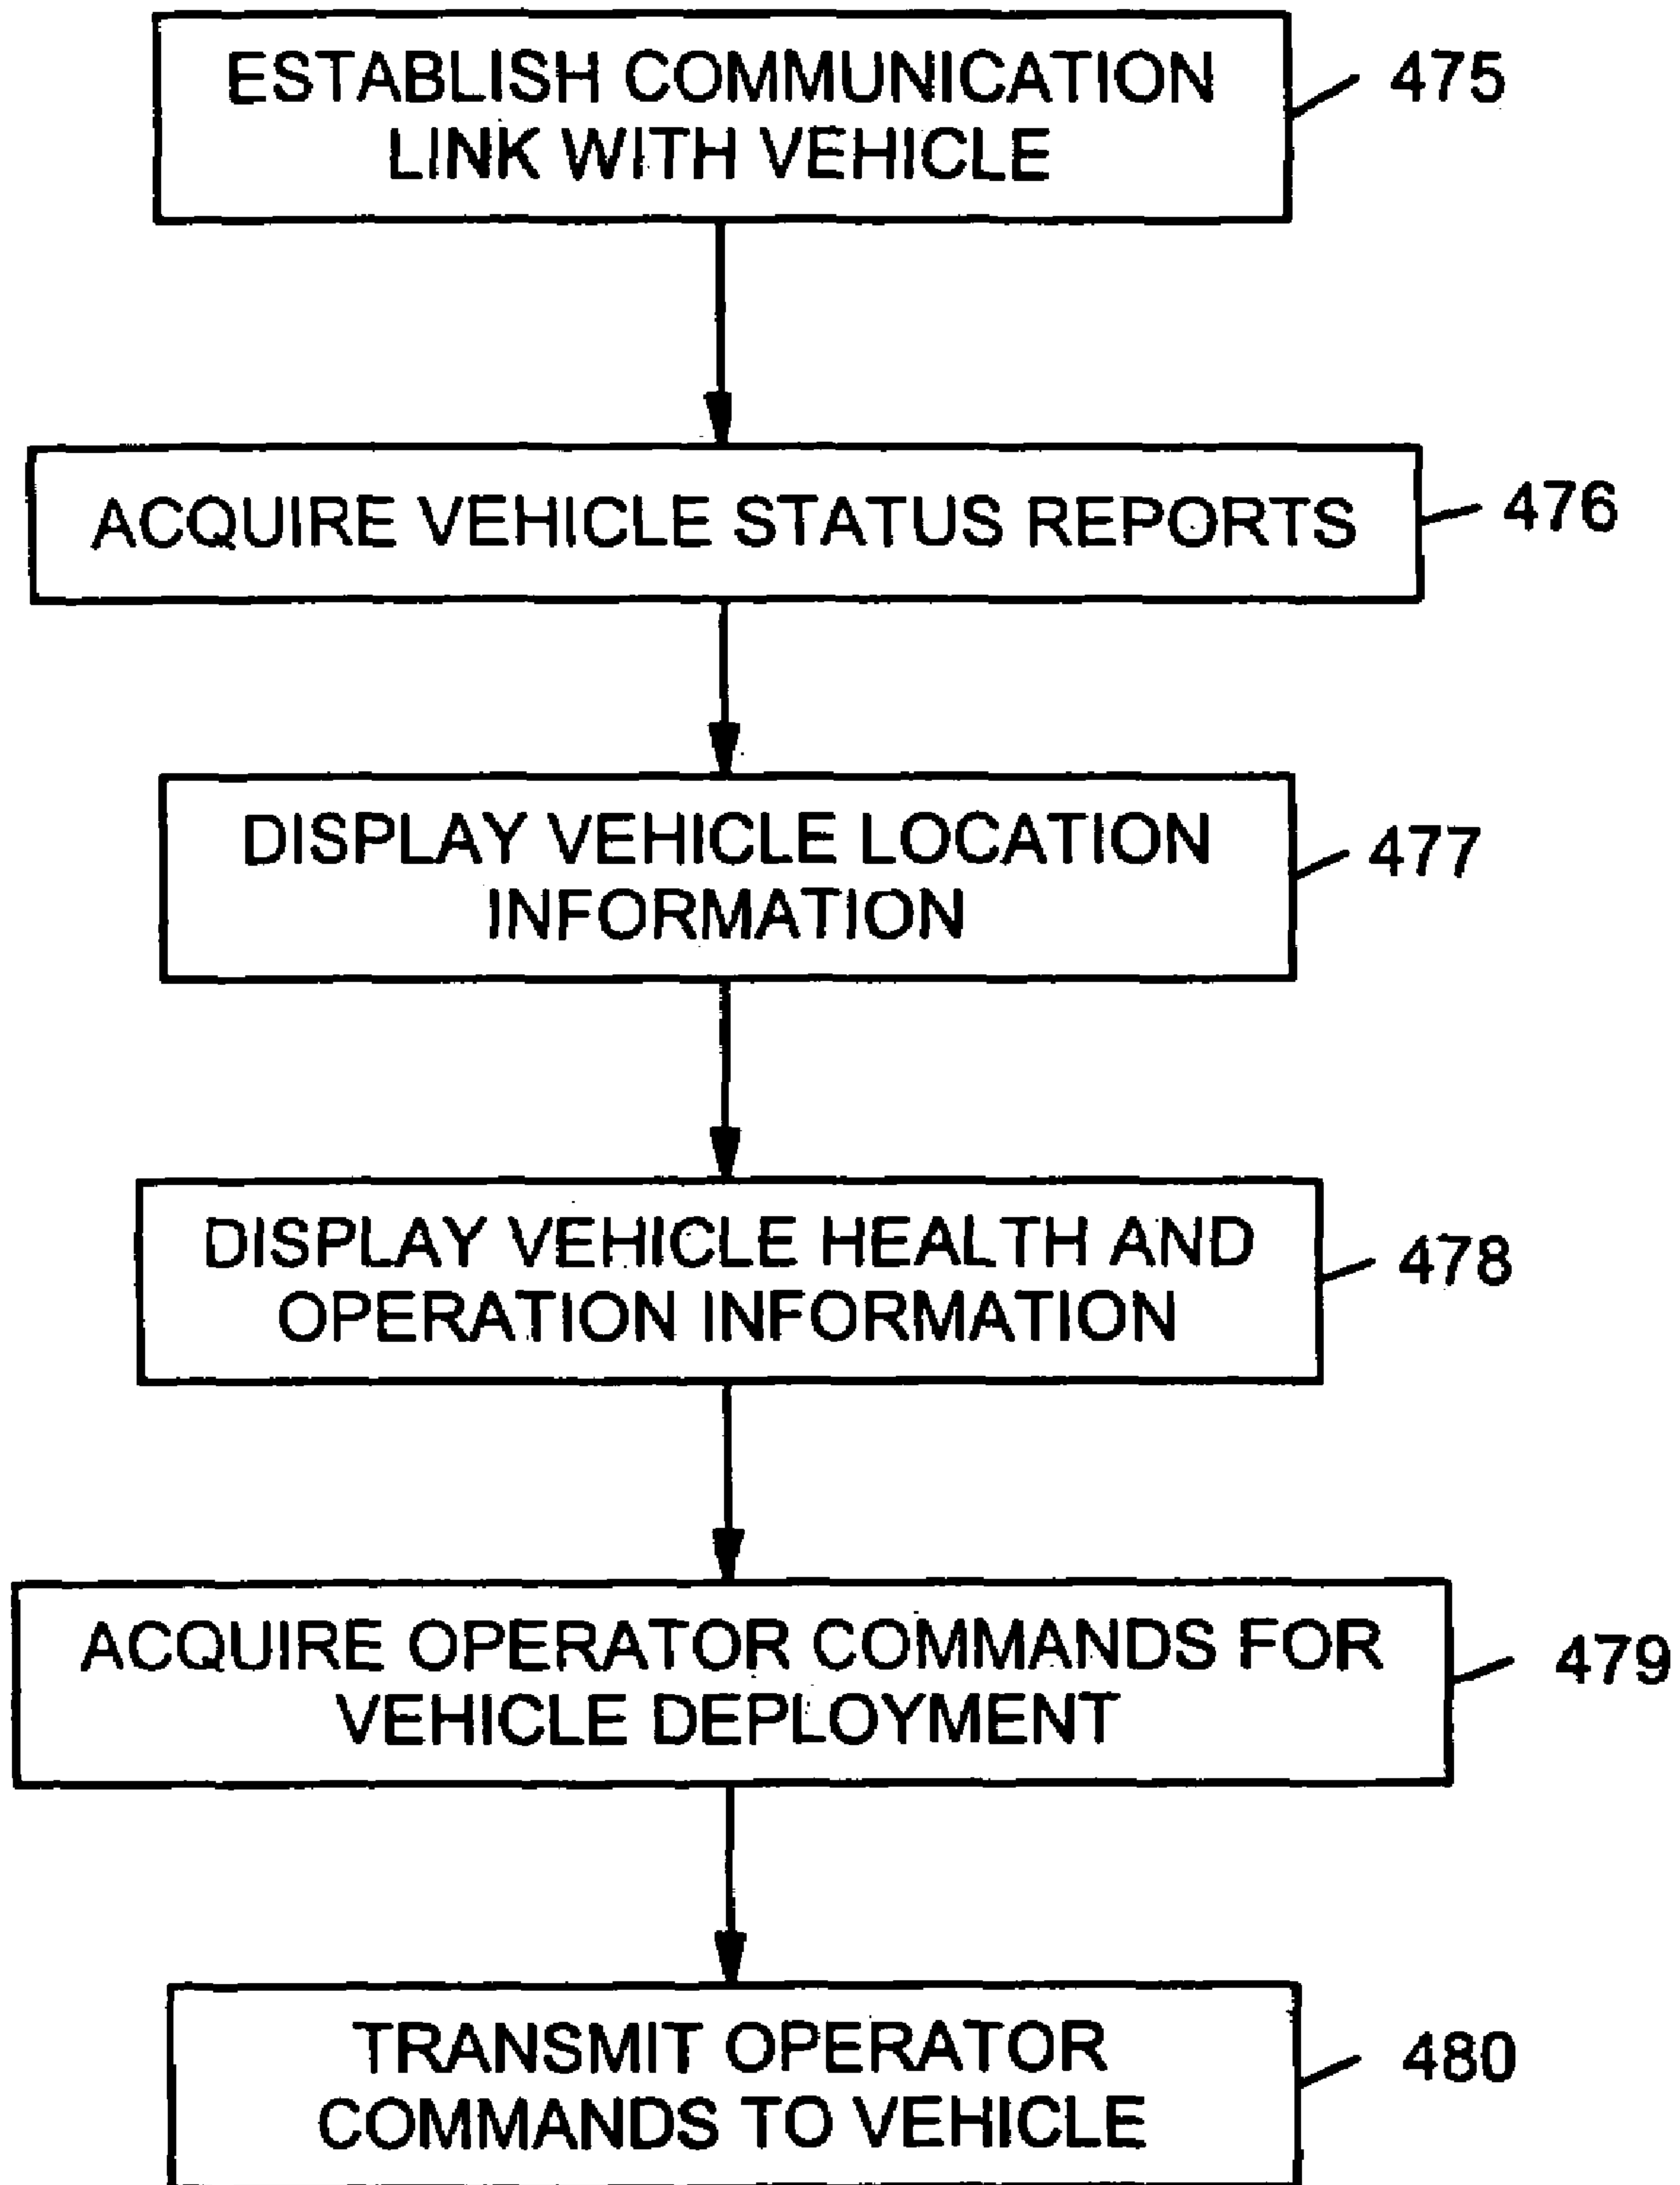 ESTABLISH COMMUNICATION
LINK WITH VEHICLE
475
ACQUIRE VEHICLE STATUS REPORTS
476
DISPLAY VEHICLE LOCATION
INFORMATION
477
DISPLAY VEHICLE HEALTH AND
OPERATION INFORMATION
478
ACQUIRE OPERATOR COMMANDS FOR
VEHICLE DEPLOYMENT
479
TRANSMIT OPERATOR
COMMANDS TO VEHICLE
480